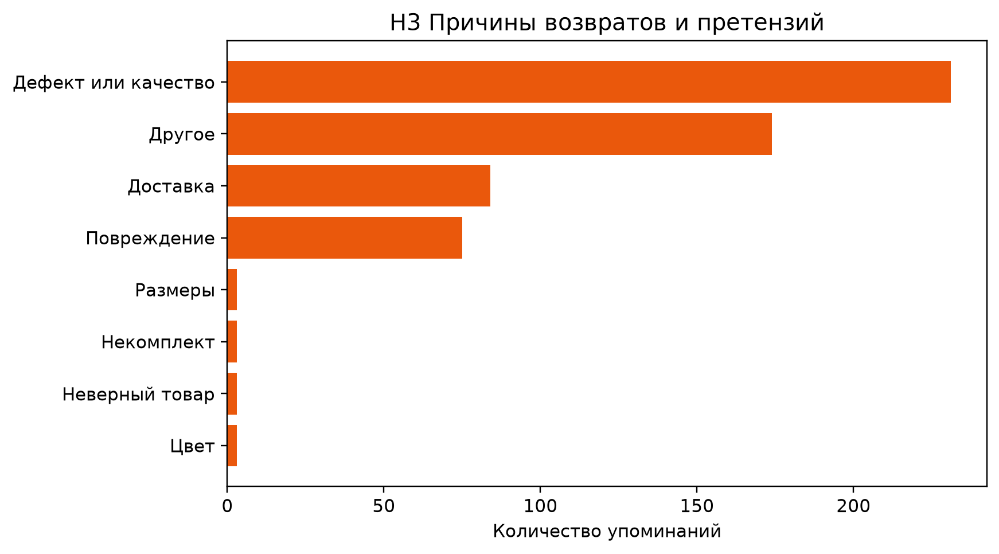 H3 Причины возвратов и претензий
Дефект или качество
Другое
Доставка
Повреждение
Размеры
Некомплект
Неверный товар
Цвет
0 50 100 150 200
Количество упоминаний